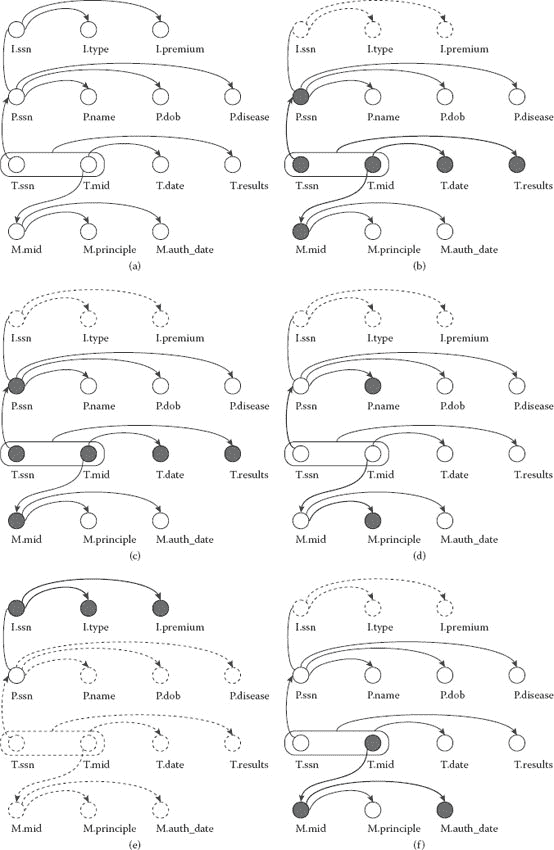 I.ssn I.type I.premium
P.ssn P.name P.dob P.disease
T.ssn T.mid T.date T.results
M.mid M.principle M.auth_date
(a)
I.ssn I.type I.premium
P.ssn P.name P.dob P.disease
T.ssn T.mid T.date T.results
M.mid M.principle M.auth_date
(b)
I.ssn I.type I.premium
P.ssn P.name P.dob P.disease
T.ssn T.mid T.date T.results
M.mid M.principle M.auth_date
(c)
I.ssn I.type I.premium
P.ssn P.name P.dob P.disease
T.ssn T.mid T.date T.results
M.mid M.principle M.auth_date
(d)
I.ssn I.type I.premium
P.ssn P.name P.dob P.disease
T.ssn T.mid T.date T.results
M.mid M.principle M.auth_date
(e)
I.ssn I.type I.premium
P.ssn P.name P.dob P.disease
T.ssn T.mid T.date T.results
M.mid M.principle M.auth_date
(f)